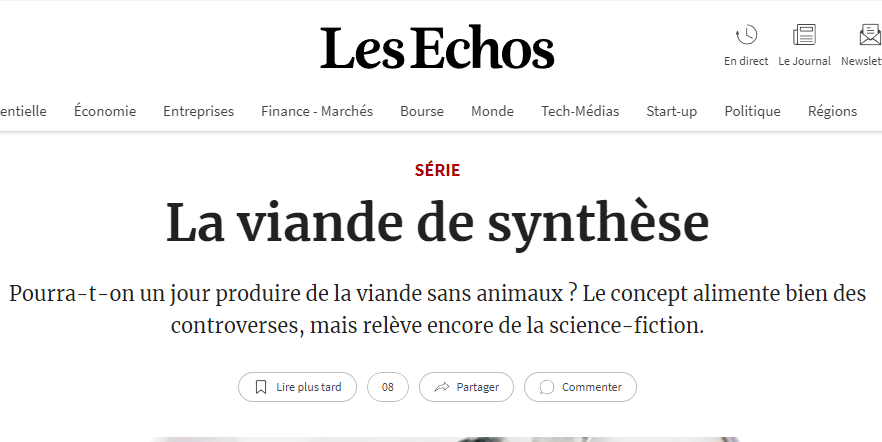 Les Echos
En direct
Le Journal
entielle
Économie
Entreprises
Finance - Marchés
Bourse
Monde
Tech-Médias
Start-up
Politique
Régions
SÉRIE
La viande de synthèse
Pourra-t-on un jour produire de la viande sans animaux ? Le concept alimente bien des
controverses, mais relève encore de la science-fiction.
Lire plus tard
08
Partager
Commenter